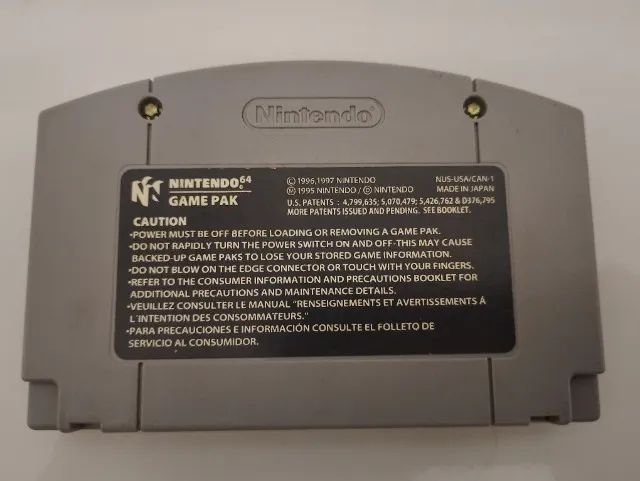 Nintendo
NINTENDO64
GAME PAK
© 1996,1997 NINTENDO
Ⓜ 1995 NINTENDO / Ⓓ NINTENDO
NUS-USA/CAN-1
MADE IN JAPAN
U.S. PATENTS : 4,799,635; 5,070,479; 5,426,762 & D376,795
MORE PATENTS ISSUED AND PENDING. SEE BOOKLET.
CAUTION
•POWER MUST BE OFF BEFORE LOADING OR REMOVING A GAME PAK.
•DO NOT RAPIDLY TURN THE POWER SWITCH ON AND OFF-THIS MAY CAUSE
BACKED-UP GAME PAKS TO LOSE YOUR STORED GAME INFORMATION.
•DO NOT BLOW ON THE EDGE CONNECTOR OR TOUCH WITH YOUR FINGERS.
•REFER TO THE CONSUMER INFORMATION AND PRECAUTIONS BOOKLET FOR
ADDITIONAL PRECAUTIONS AND MAINTENANCE DETAILS.
•VEUILLEZ CONSULTER LE MANUAL "RENSEIGNEMENTS ET AVERTISSEMENTS À
L'INTENTION DES CONSOMMATEURS."
•PARA PRECAUCIONES E INFORMACIÓN CONSULTE EL FOLLETO DE
SERVICIO AL CONSUMIDOR.